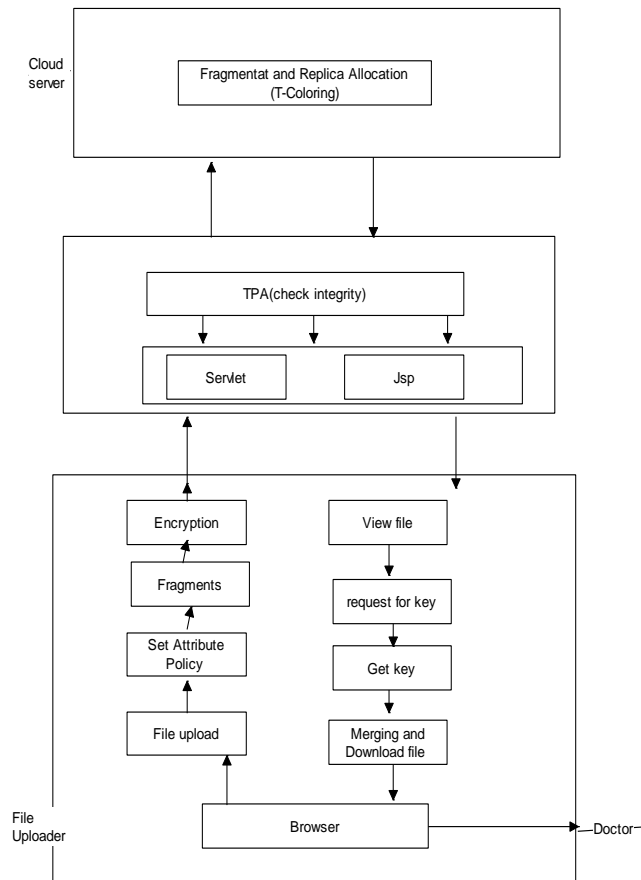 Cloud
server
Fragmentat and Replica Allocation
(T-Coloring)
TPA(check integrity)
Servlet
Jsp
Encryption
View file
Fragments
request for key
Set Attribute
Policy
Get key
File upload
Merging and
Download file
File
Uploader
Browser
Doctor